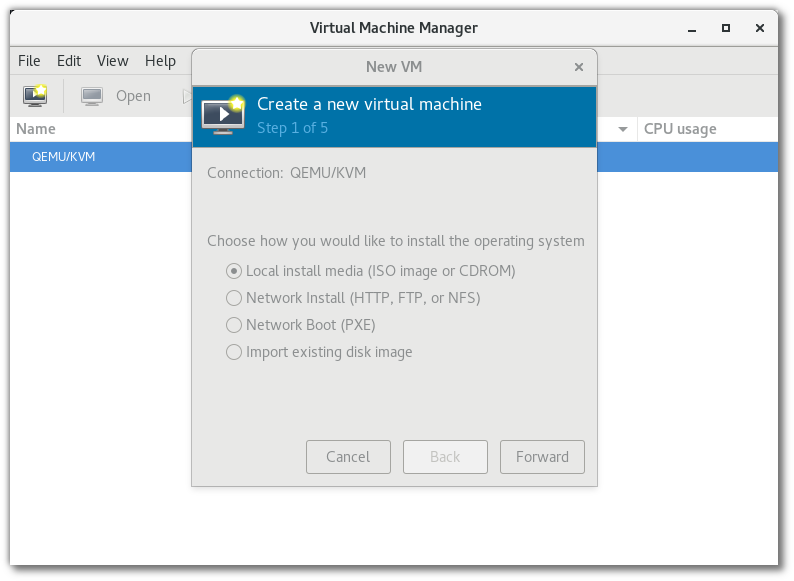 Virtual Machine Manager
File Edit View Help
New VM
Open
Create a new virtual machine
Step 1 of 5
Name
CPU usage
QEMU/KVM
Connection: QEMU/KVM
Choose how you would like to install the operating system
Local install media (ISO image or CDROM)
Network Install (HTTP, FTP, or NFS)
Network Boot (PXE)
Import existing disk image
Cancel Back Forward